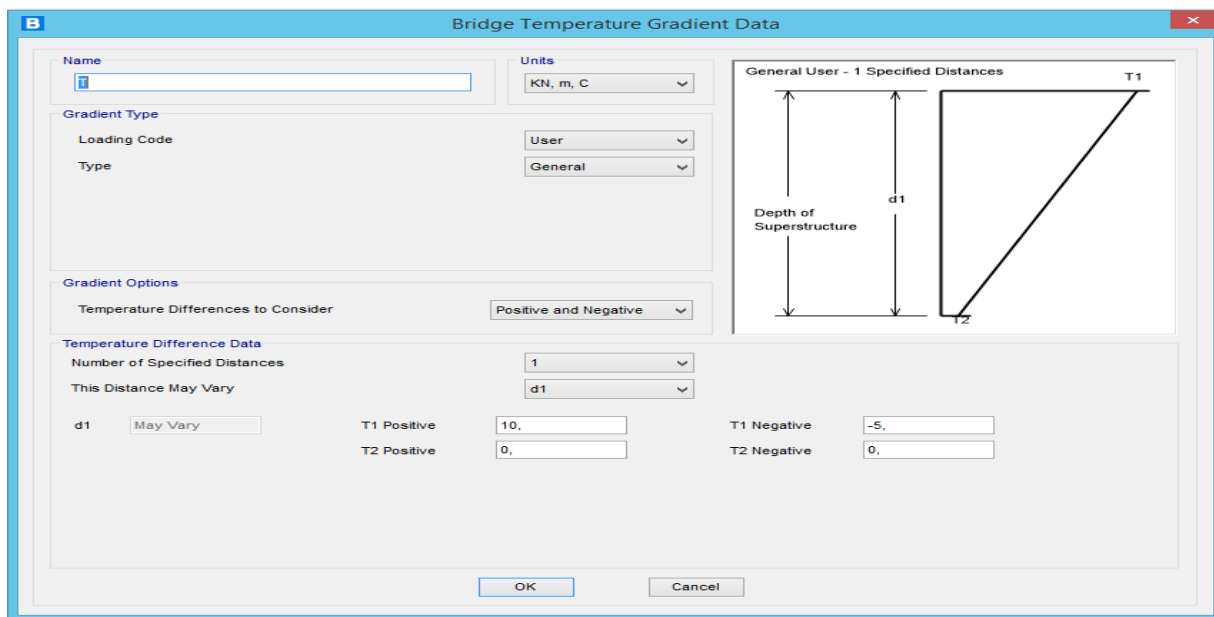 B Bridge Temperature Gradient Data
Name
T
Units
KN, m, C
Gradient Type
Loading Code User
Type General
General User - 1 Specified Distances
T1
d1
Depth of
Superstructure
T2
Gradient Options
Temperature Differences to Consider Positive and Negative
Temperature Difference Data
Number of Specified Distances 1
This Distance May Vary d1
d1 May Vary T1 Positive 10, T1 Negative -5,
T2 Positive 0, T2 Negative 0,
OK Cancel